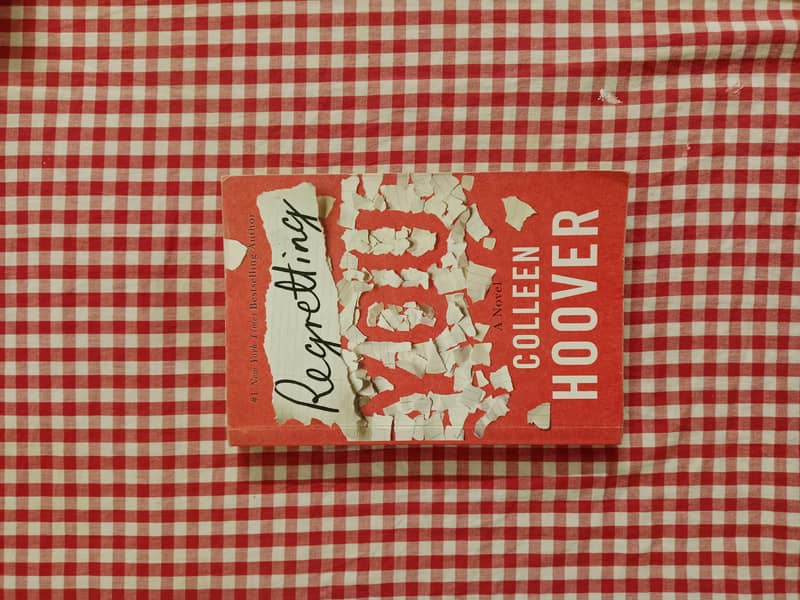 #1 New York Times Bestselling Author
Regretting
YOU
A Novel
COLLEEN
HOOVER